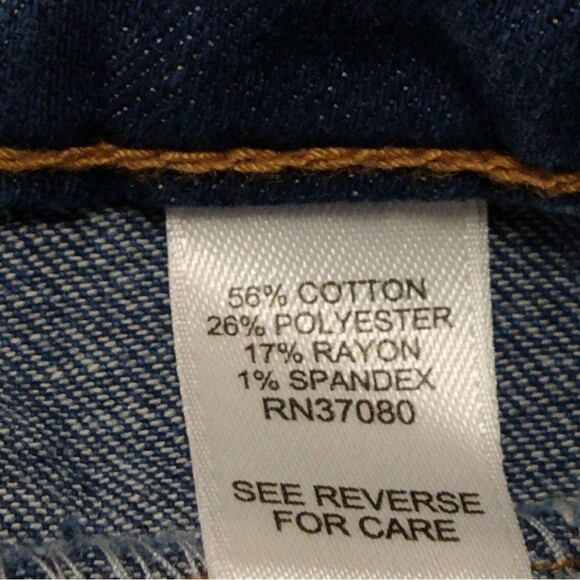 56% COTTON
26% POLYESTER
17% RAYON
1% SPANDEX
RN37080
SEE REVERSE
FOR CARE